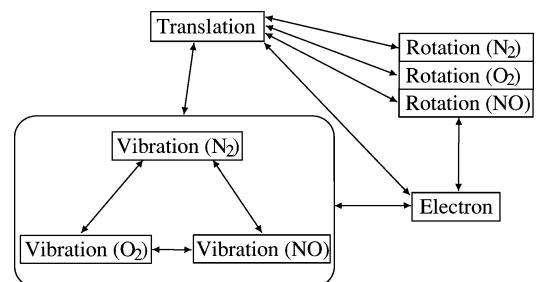 Translation
Rotation (N2)
Rotation (O2)
Rotation (NO)
Vibration (N2)
Electron
Vibration (O2)
Vibration (NO)